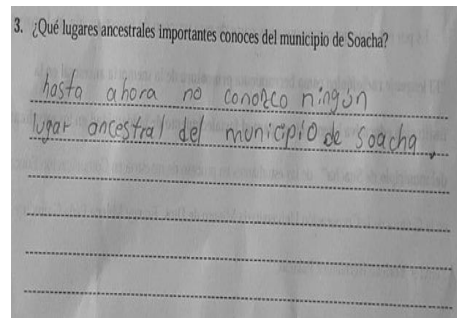 3. ¿Qué lugares ancestrales importantes conoces del municipio de Soacha?
hasta ahora no conozco ningún
lugar ancestral del municipio de Soacha,